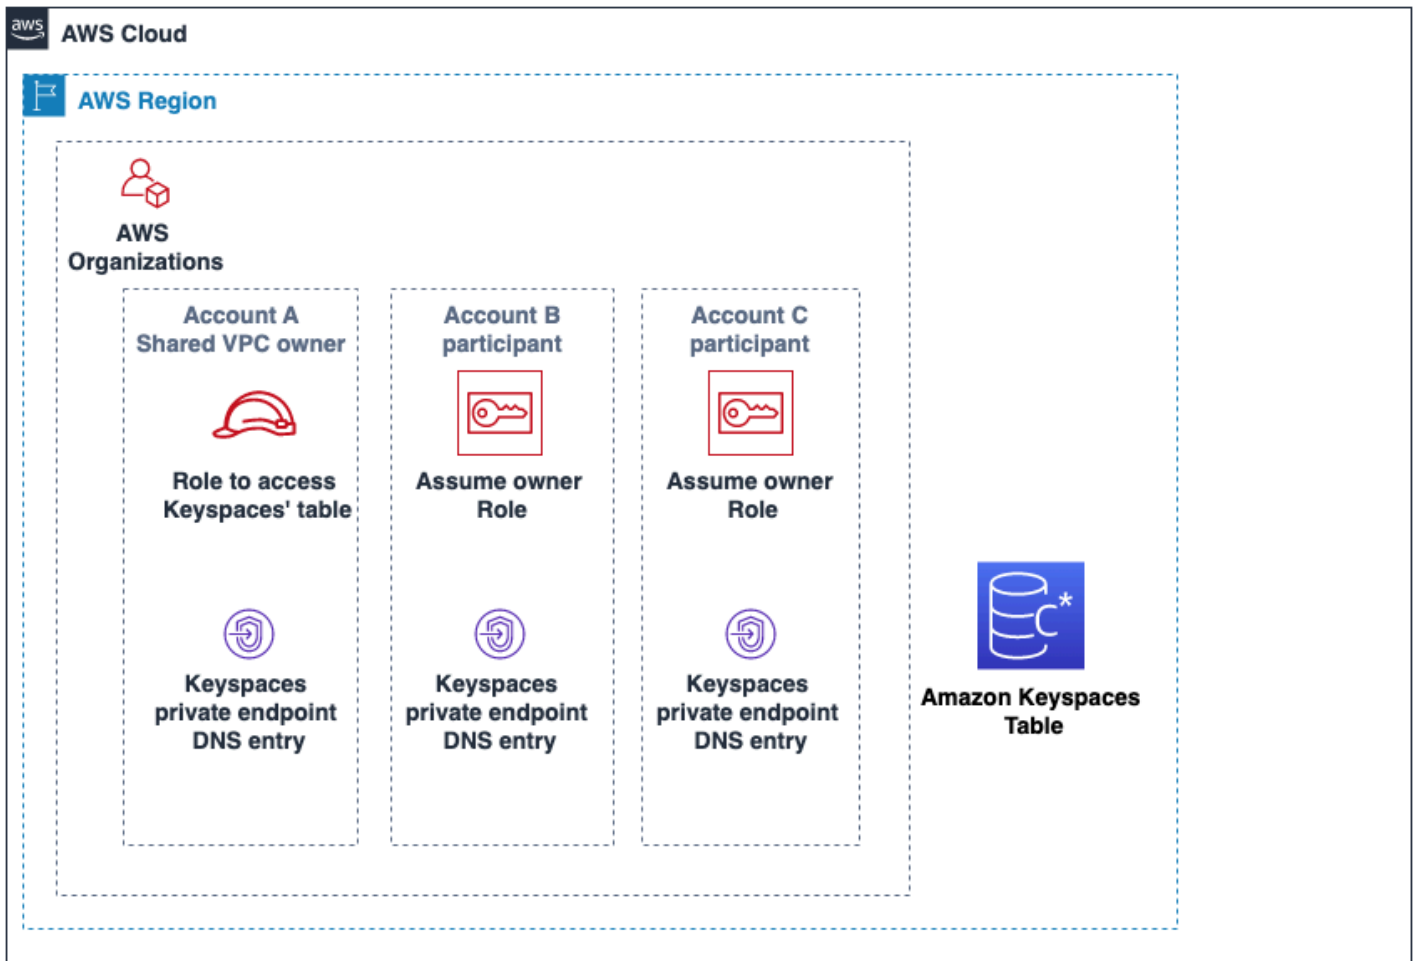 aws
AWS Cloud
AWS Region
AWS
Organizations
Account A
Shared VPC owner
Role to access
Keyspaces' table
Keyspaces
private endpoint
DNS entry
Account B
participant
Assume owner
Role
Keyspaces
private endpoint
DNS entry
Account C
participant
Assume owner
Role
Keyspaces
private endpoint
DNS entry
C*
Amazon Keyspaces
Table